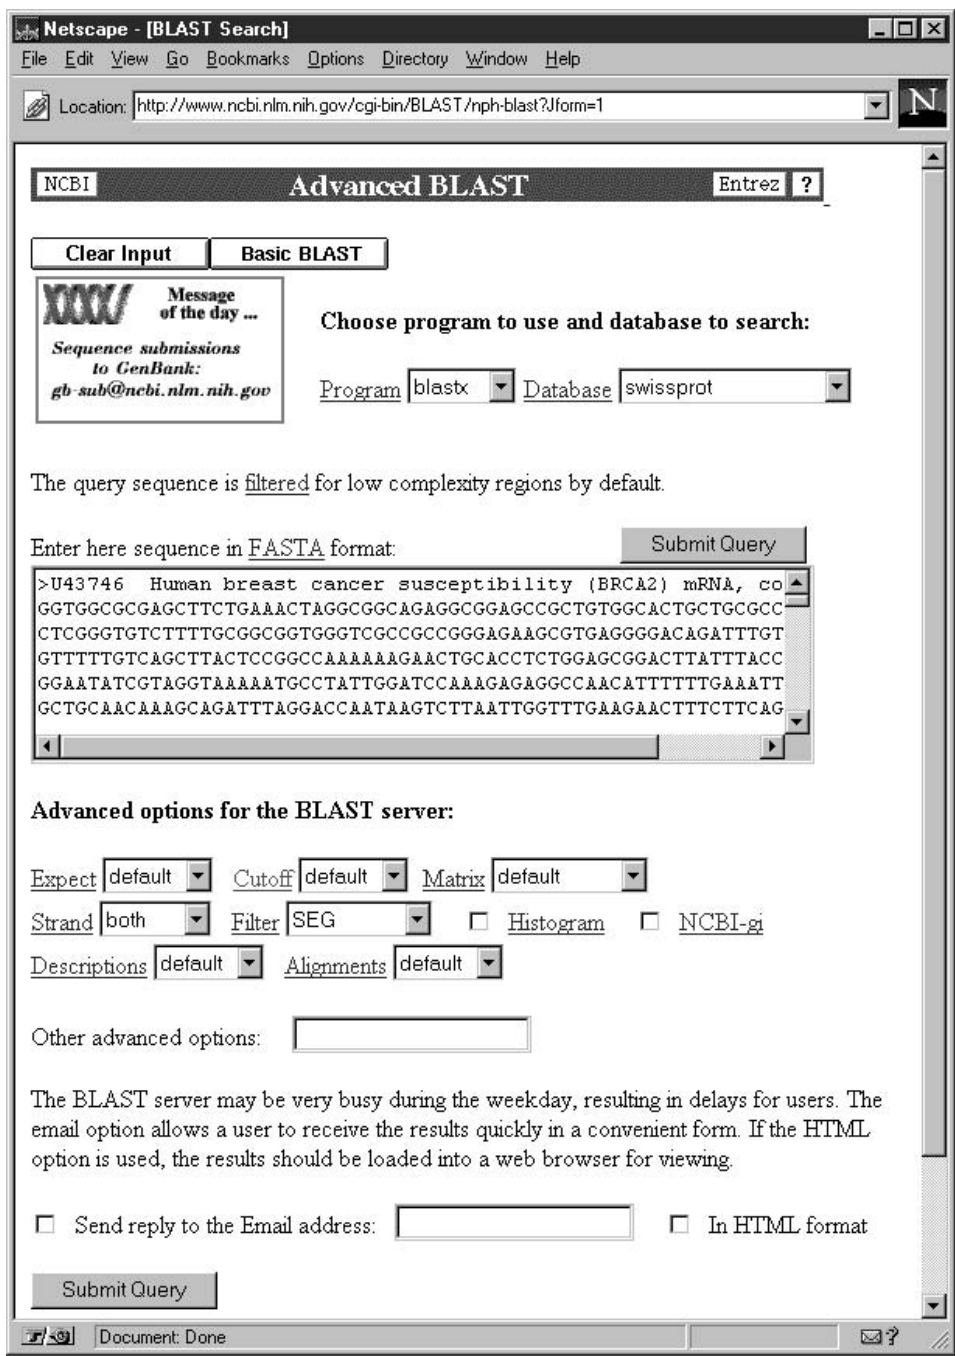 Netscape - [BLAST Search]
File Edit View Go Bookmarks Options Directory Window Help
Location: http://www.ncbi.nlm.nih.gov/cgi-bin/BLAST/nph-blast?Jform=1
N
NCBI Advanced BLAST Entrez ?
Clear Input Basic BLAST
Message
of the day ...
Sequence submissions
to GenBank:
gb-sub@ncbi.nlm.nih.gov
Choose program to use and database to search:
Program blastx Database swissprot
The query sequence is filtered for low complexity regions by default.
Enter here sequence in FASTA format: Submit Query
>U43746 Human breast cancer susceptibility (BRCA2) mRNA, co
GGTGGCGCGAGCTTCTGAAACTAGGCGGCAGAGGCGGAGCCGCTGTGGCACTGCTGCGCC
CTCGGGTGTCTTTTGCGGCGGTGGGTCGCCGCCGGGAGAAGCGTGAGGGGACAGATTTGT
GTTTTTGTCAGCTTACTCCGGCCAAAAAAGAACTGCACCTCTGGAGCGGACTTATTTACC
GGAATATCGTAGGTAAAAATGCCTATTGGATCCAAAGAGAGGCCAACATTTTTTGAAATT
GCTGCAACAAAGCAGATTTAGGACCAATAAGTCTTAATTGGTTTGAAGAACTTTCTTCAG
Advanced options for the BLAST server:
Expect default Cutoff default Matrix default
Strand both Filter SEG Histogram NCBI-gi
Descriptions default Alignments default
Other advanced options:
The BLAST server may be very busy during the weekday, resulting in delays for users. The
email option allows a user to receive the results quickly in a convenient form. If the HTML
option is used, the results should be loaded into a web browser for viewing.
Send reply to the Email address: In HTML format
Submit Query
Document: Done ?